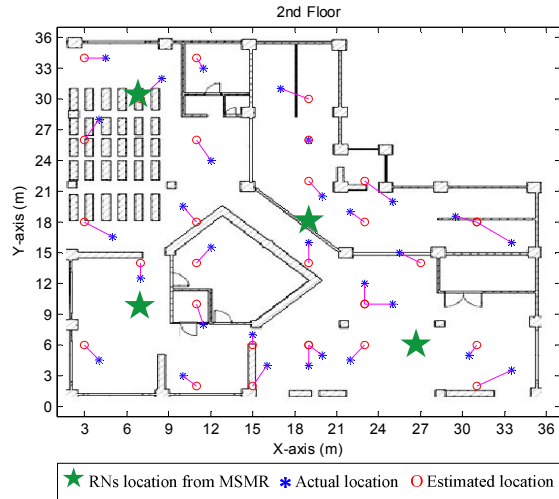 2nd Floor
36
33
30
27
24
21
18
15
12
9
6
3
0
Y-axis (m)
3 6 9 12 15 18 21 24 27 30 33 36
X-axis (m)
RNs location from MSMR Actual location Estimated location